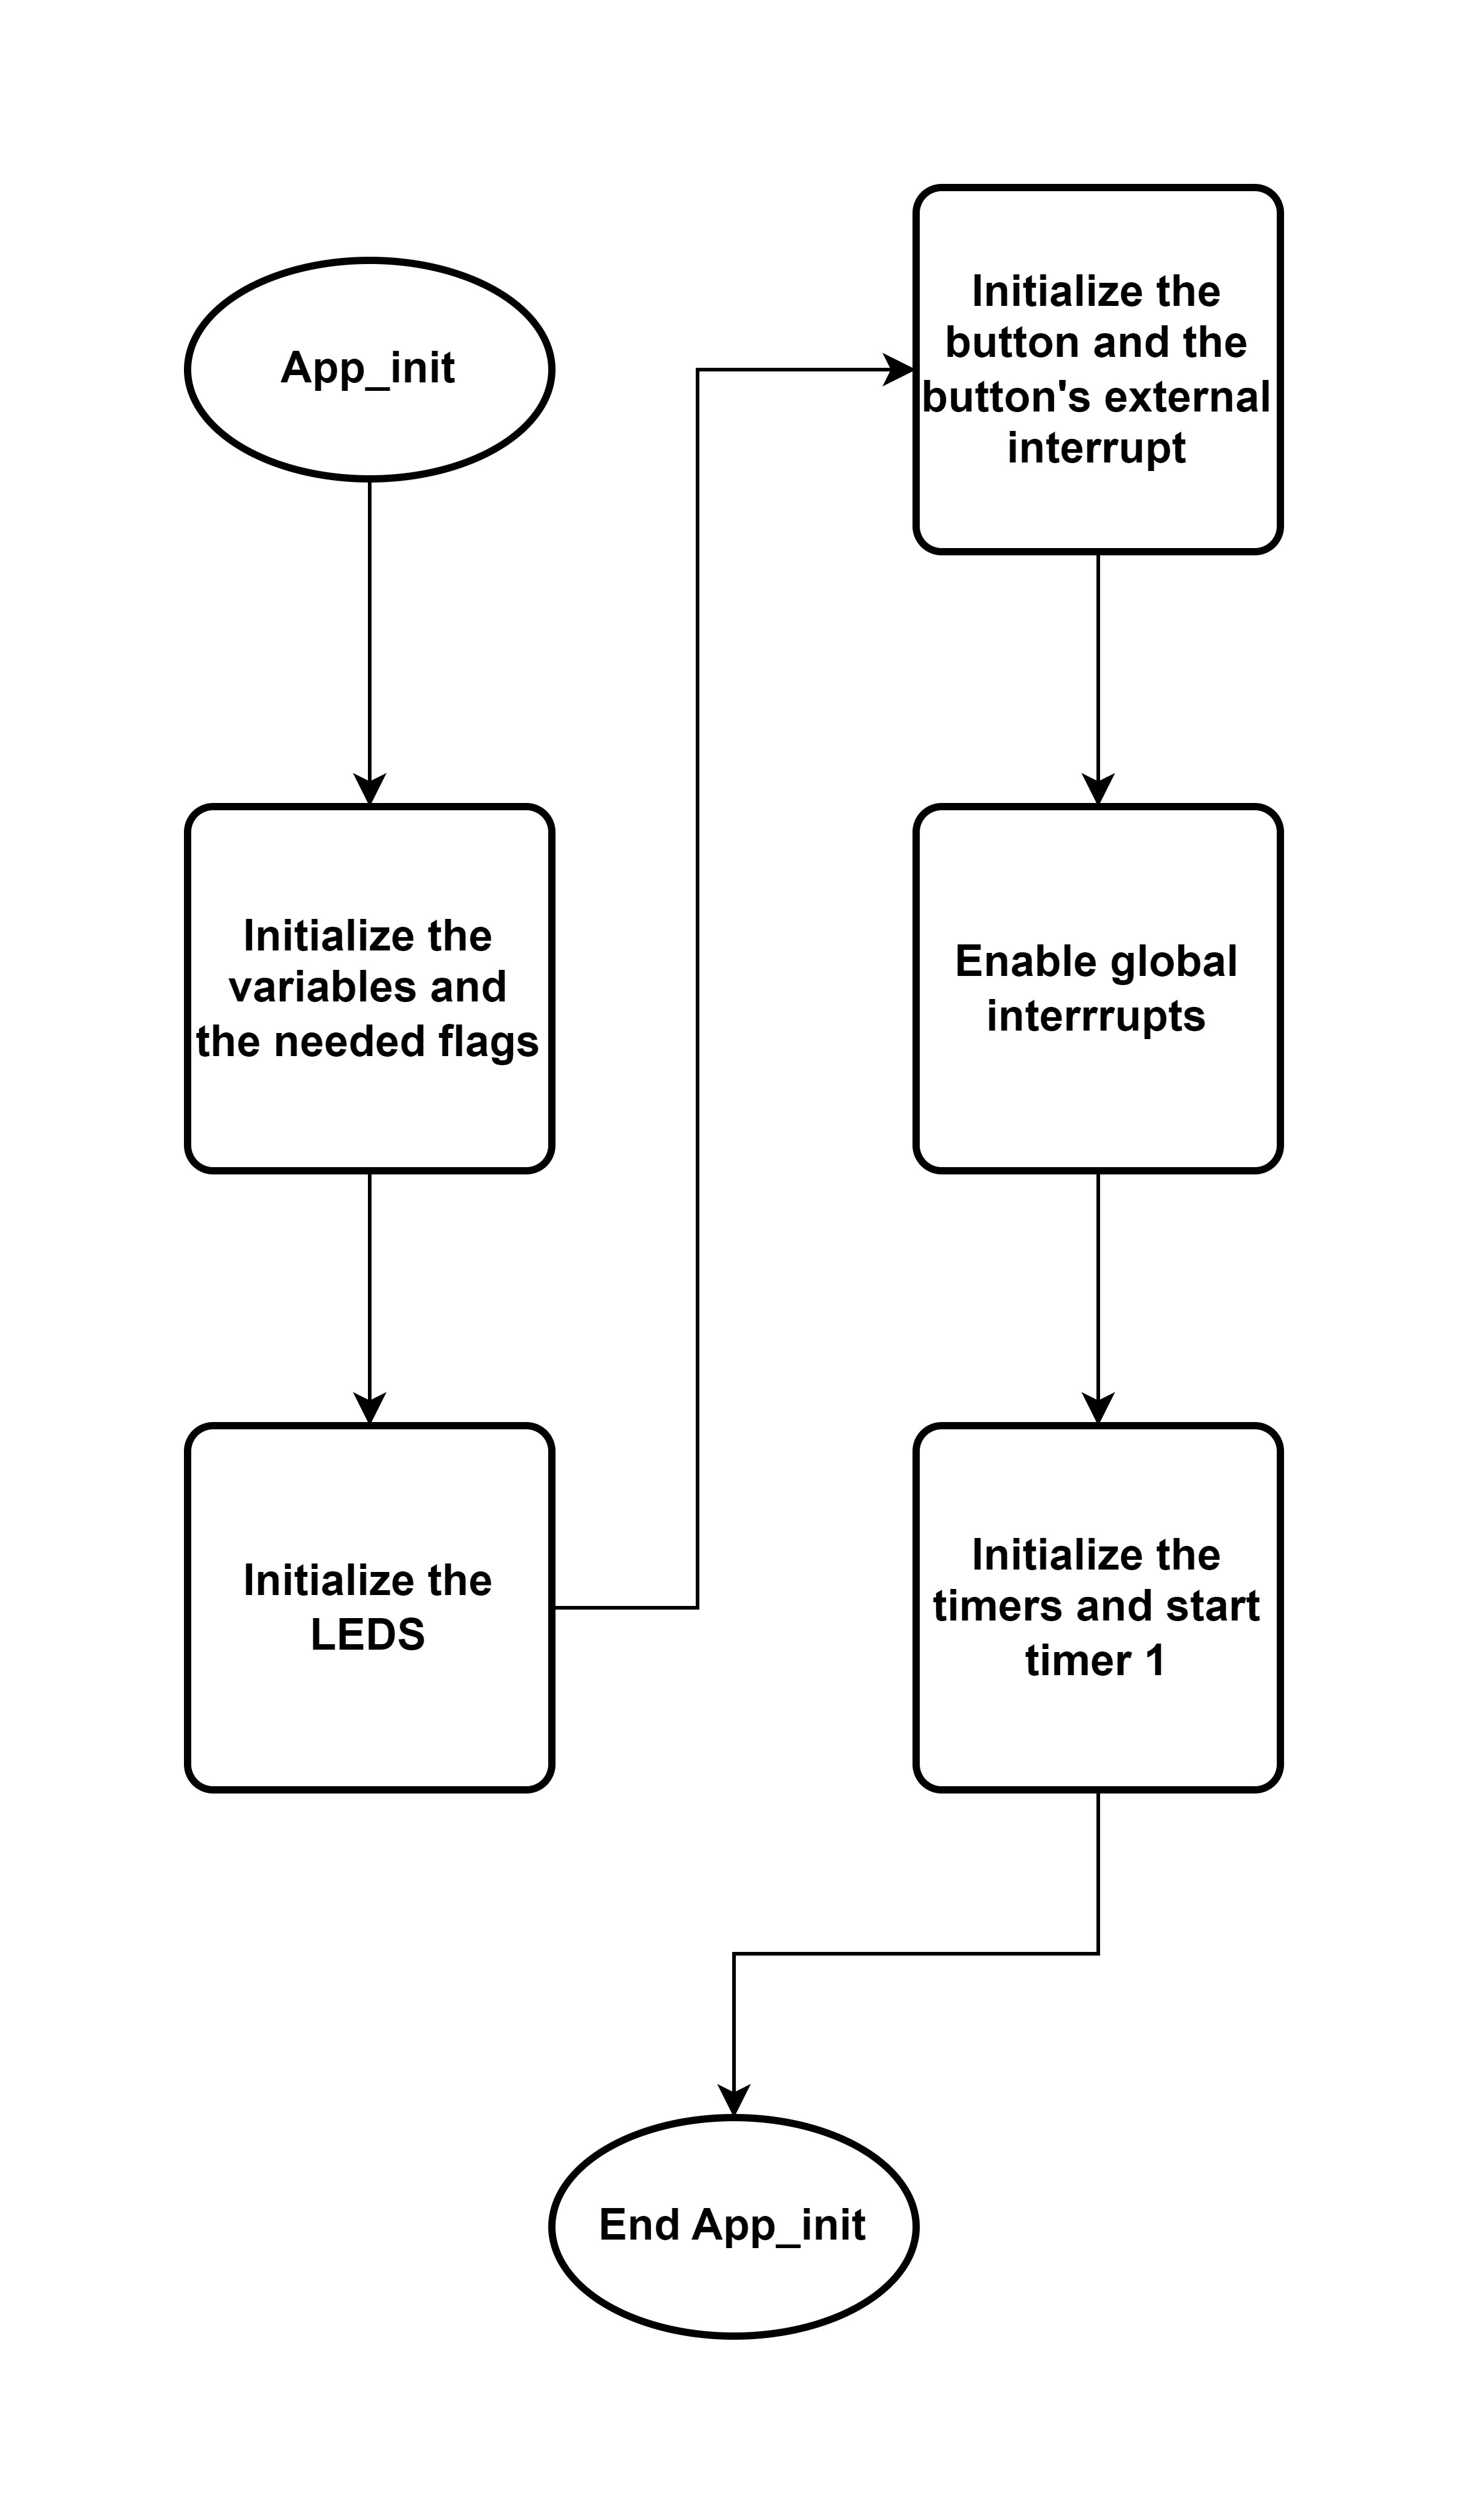 App_init
Initialize the
variables and
the needed flags
Initialize the
LEDS
Initialize the
button and the
button's external
interrupt
Enable global
interrrupts
Initialize the
timers and start
timer 1
End App_init